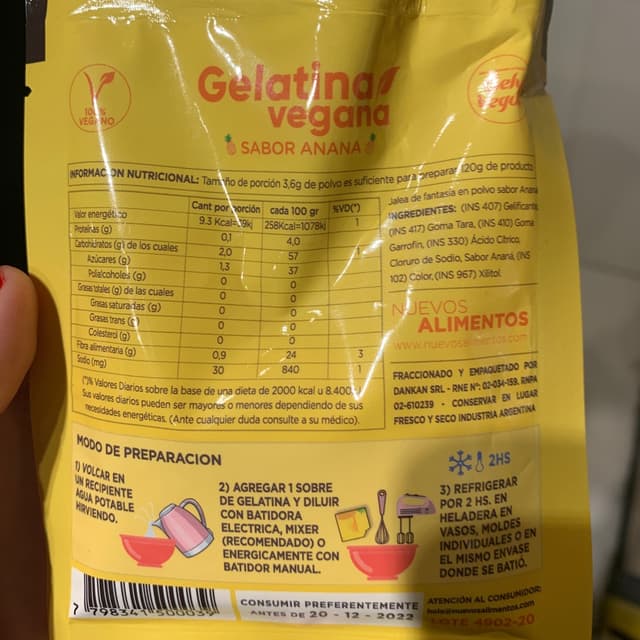 100%
VEGANO
Gelatina
vegana
SABOR ANANA
INFORMACION NUTRICIONAL: Tamaño de porción 3,6g de polvo es suficiente para preparar 120g de producto
Cant por porción cada 100 gr %VD(*)
Valor energético 9.3 Kcal=39kj 258Kcal=1078kj 1
Proteínas (g) 0,1 4,0
Carbohidratos (g) de los cuales 2,0 57 1
Azúcares (g) 1,3 37
Polialcoholes (g) 0 0
Grasas totales (g) de las cuales 0 0
Grasas saturadas (g) 0 0
Grasas trans (g) 0 0
Colesterol (g) 0 0
Fibra alimentaria (g) 0,9 24 3
Sodio (mg) 30 840 1
(*)% Valores Diarios sobre la base de una dieta de 2000 kcal u 8.400kj
Sus valores diarios pueden ser mayores o menores dependiendo de sus
necesidades energéticas. (Ante cualquier duda consulte a su médico).
Jalea de fantasía en polvo sabor Anana
INGREDIENTES: (INS 407) Gelificante,
(INS 417) Goma Tara, (INS 410) Goma
Garrofin, (INS 330) Ácido Cítrico,
Cloruro de Sodio, Sabor Ananá, (INS
102) Color, (INS 967) Xilitol
NUEVOS
ALIMENTOS
www.nuevosalimentos.com
FRACCIONADO Y EMPAQUETADO POR
DANKAN SRL - RNE N°: 02-034-159. RNPA
02-610239 - CONSERVAR EN LUGAR
FRESCO Y SECO INDUSTRIA ARGENTINA
MODO DE PREPARACION
1) VOLCAR EN
UN RECIPIENTE
AGUA POTABLE
HIRVIENDO.
2) AGREGAR 1 SOBRE
DE GELATINA Y DILUIR
CON BATIDORA
ELECTRICA, MIXER
(RECOMENDADO) O
ENERGICAMENTE CON
BATIDOR MANUAL.
2HS
3) REFRIGERAR
POR 2 HS. EN
HELADERA EN
VASOS, MOLDES
INDIVIDUALES O EN
EL MISMO ENVASE
DONDE SE BATIÓ.
7 798341 500039
CONSUMIR PREFERENTEMENTE
ANTES DE 20 - 12 - 2022
ATENCIÓN AL CONSUMIDOR:
hola@nuevosalimentos.com
LOTE 4902-20